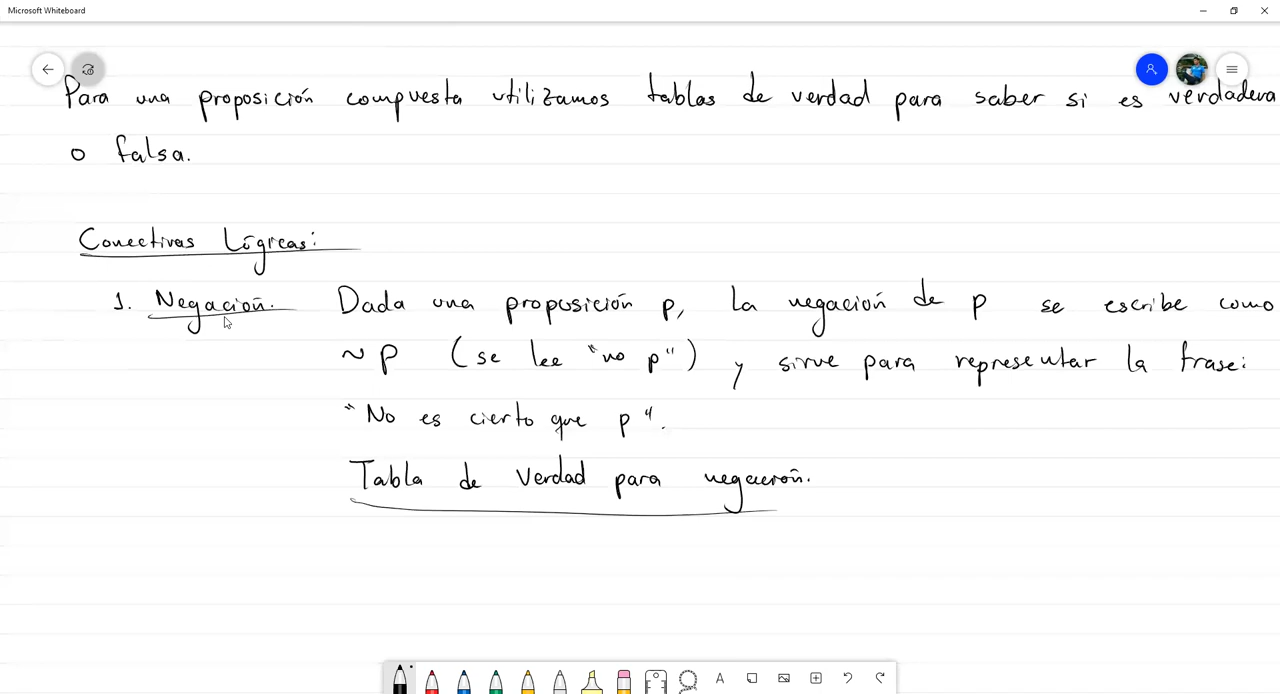 Microsoft Whiteboard
Para una proposición compuesta utilizamos tablas de verdad para saber si es verdadera
o falsa.
Conectivas Lógicas:
1. Negación. Dada una proposición p, la negación de p se escribe como
~p (se lee "no p") y sirve para representar la frase:
"No es cierto que p".
Tabla de verdad para negación.
A